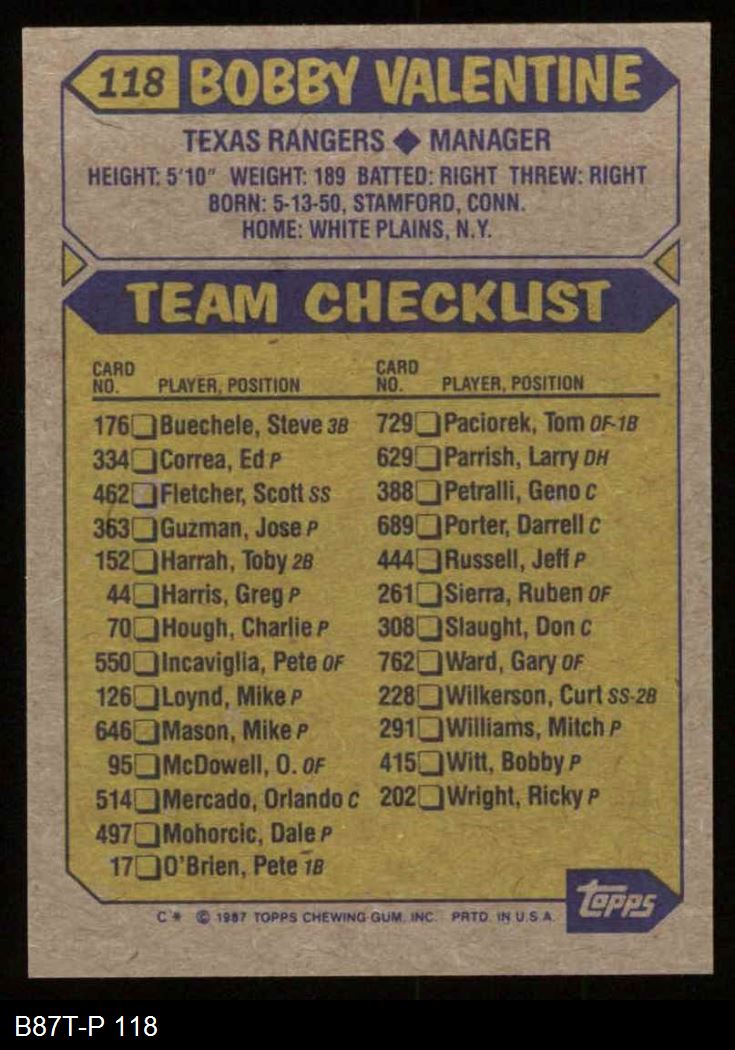 118 BOBBY VALENTINE
TEXAS RANGERS ◆ MANAGER
HEIGHT: 5'10" WEIGHT: 189 BATTED: RIGHT THREW: RIGHT
BORN: 5-13-50, STAMFORD, CONN.
HOME: WHITE PLAINS, N.Y.
TEAM CHECKLIST
CARD
NO. PLAYER, POSITION
176 Buechele, Steve 3B
334 Correa, Ed P
462 Fletcher, Scott SS
363 Guzman, Jose P
152 Harrah, Toby 2B
44 Harris, Greg P
70 Hough, Charlie P
550 Incaviglia, Pete OF
126 Loynd, Mike P
646 Mason, Mike P
95 McDowell, O. OF
514 Mercado, Orlando C
497 Mohorcic, Dale P
17 O'Brien, Pete 1B
CARD
NO. PLAYER, POSITION
729 Paciorek, Tom OF-1B
629 Parrish, Larry DH
388 Petralli, Geno C
689 Porter, Darrell C
444 Russell, Jeff P
261 Sierra, Ruben OF
308 Slaught, Don C
762 Ward, Gary OF
228 Wilkerson, Curt SS-2B
291 Williams, Mitch P
415 Witt, Bobby P
202 Wright, Ricky P
topps
C* © 1987 TOPPS CHEWING GUM, INC. PRTD. IN U.S.A.
B87T-P 118